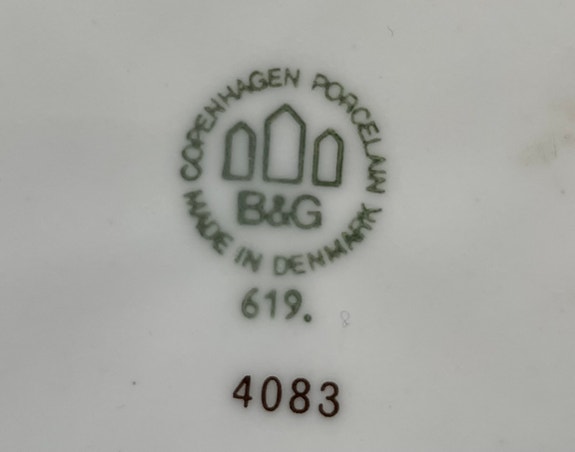 COPENHAGEN PORCELAIN
B&G
MADE IN DENMARK
619.
4083